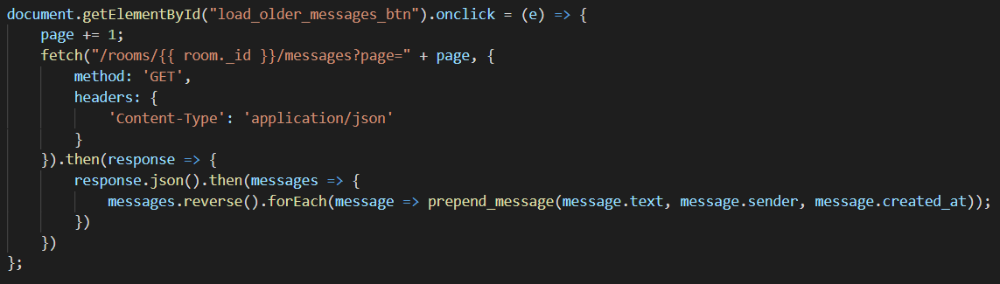 document.getElementById("load_older_messages_btn").onclick = (e) => {
    page += 1;
    fetch("/rooms/{{ room._id }}/messages?page=" + page, {
        method: 'GET',
        headers: {
            'Content-Type': 'application/json'
        }
    }).then(response => {
        response.json().then(messages => {
            messages.reverse().forEach(message => prepend_message(message.text, message.sender, message.created_at));
        })
    })
};